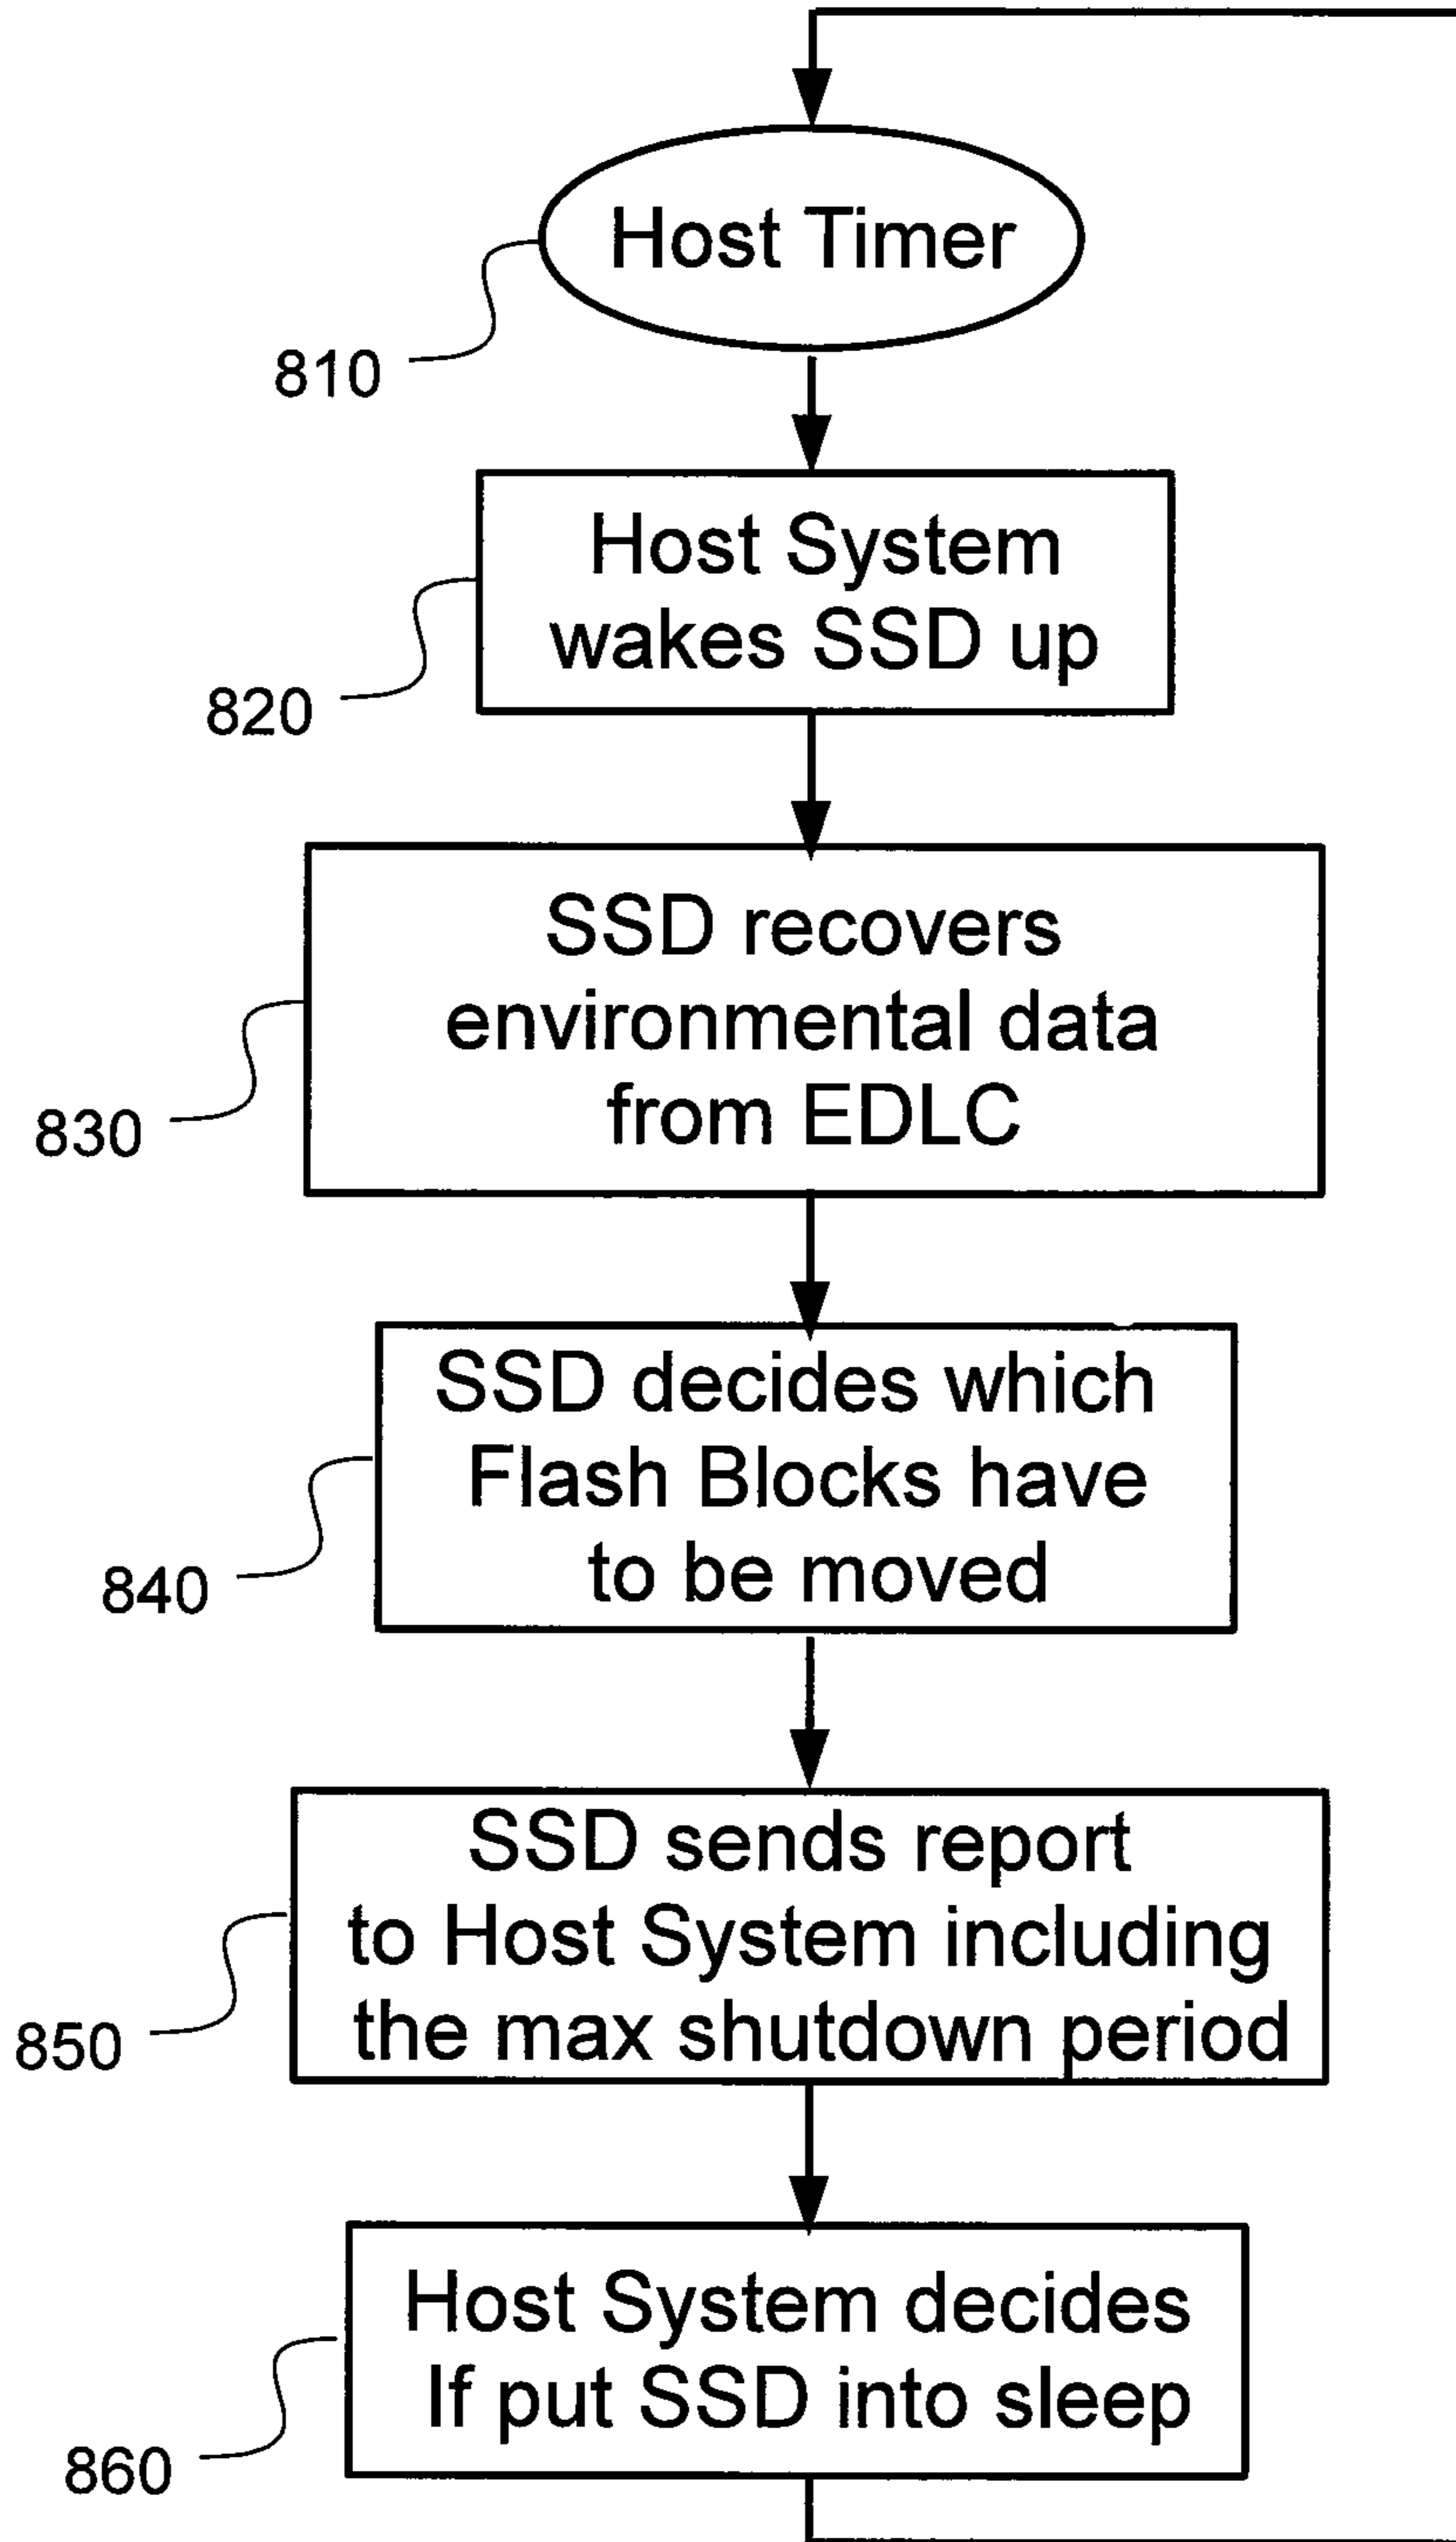 Host Timer
810
Host System
wakes SSD up
820
SSD recovers
environmental data
from EDLC
830
SSD decides which
Flash Blocks have
to be moved
840
SSD sends report
to Host System including
the max shutdown period
850
Host System decides
If put SSD into sleep
860